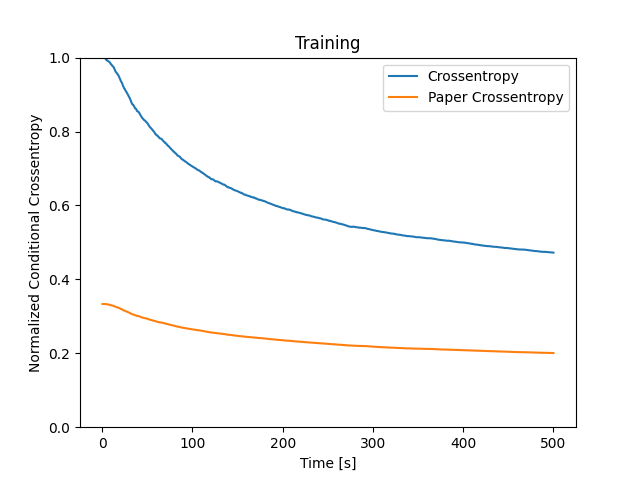 Training
Crossentropy
Paper Crossentropy
Normalized Conditional Crossentropy
1.0
0.8
0.6
0.4
0.2
0.0
0 100 200 300 400 500
Time [s]